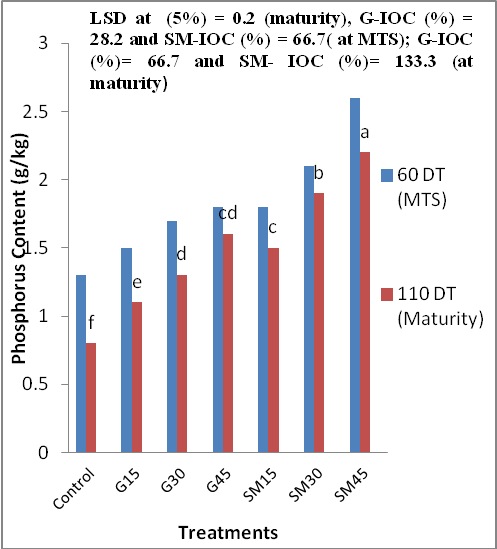 LSD at (5%) = 0.2 (maturity), G-IOC (%) =
28.2 and SM-IOC (%) = 66.7( at MTS); G-IOC
(%)= 66.7 and SM- IOC (%)= 133.3 (at
maturity)
3
2.5
2
1.5
1
0.5
0
Phosphorus Content (g/kg)
f
e
d
cd
c
b
a
60 DT
(MTS)
110 DT
(Maturity)
Control
G15
G30
G45
SM15
SM30
SM45
Treatments